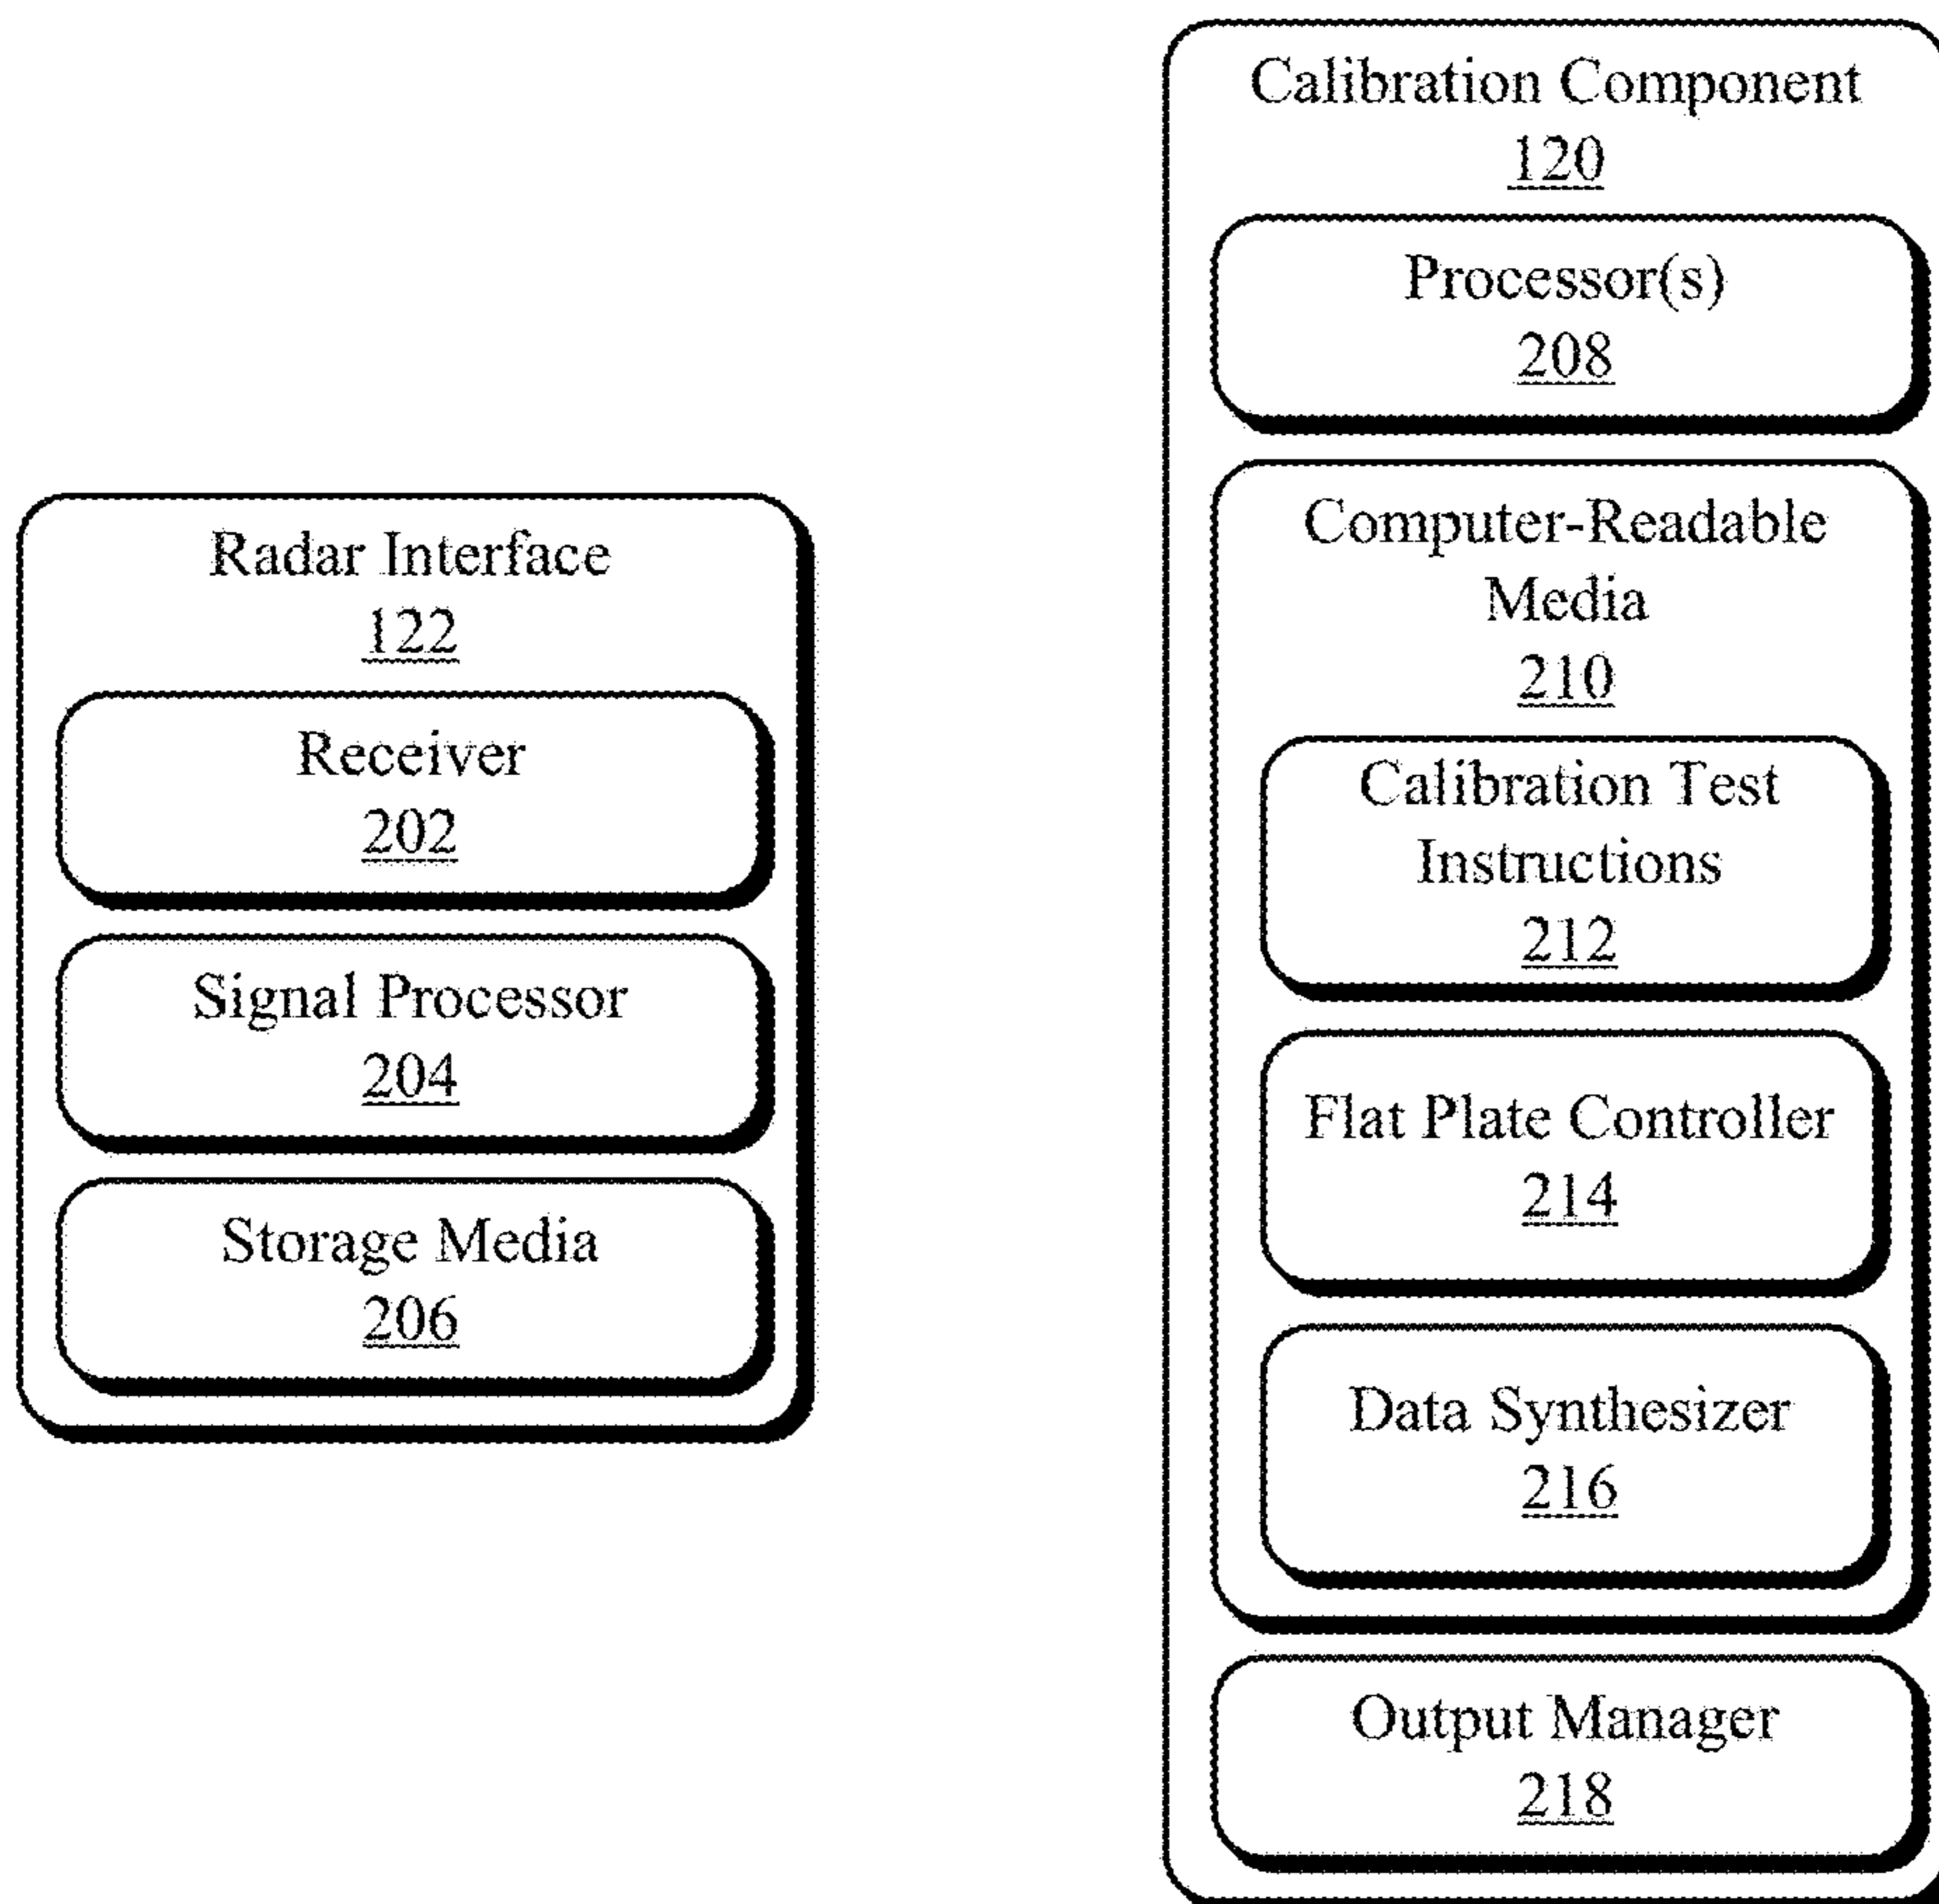 Radar Interface
122
Receiver
202
Signal Processor
204
Storage Media
206
Calibration Component
120
Processor(s)
208
Computer-Readable
Media
210
Calibration Test
Instructions
212
Flat Plate Controller
214
Data Synthesizer
216
Output Manager
218